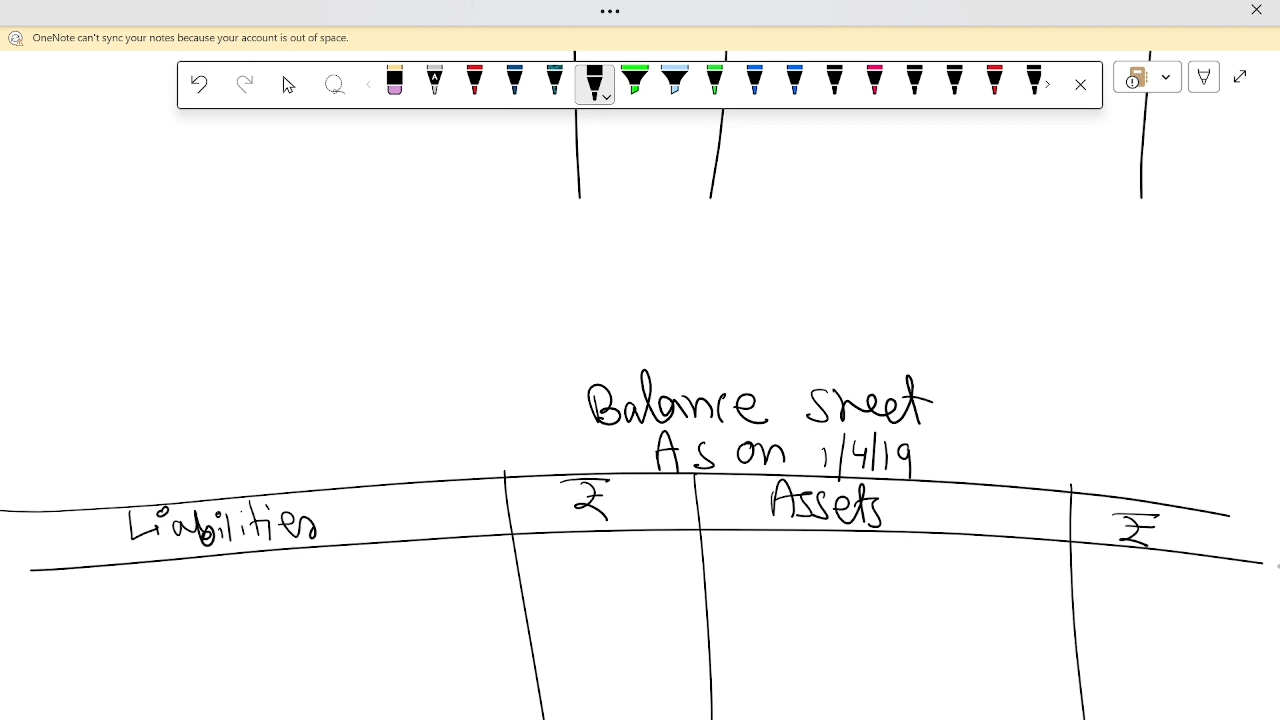 OneNote can't sync your notes because your account is out of space.
Balance sheet
As on 1/4/19
Liabilities ₹ Assets ₹